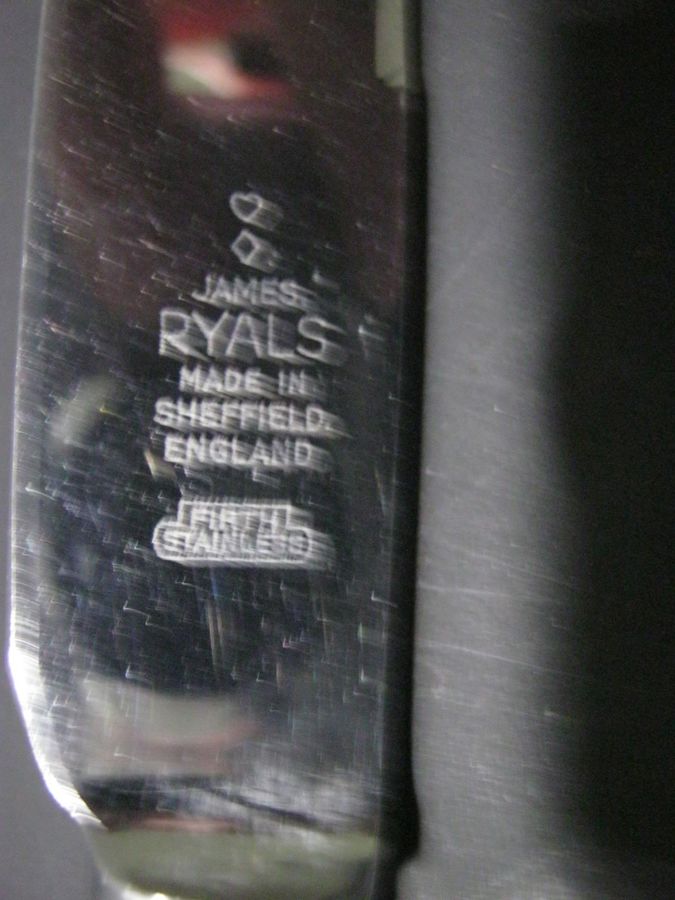 JAMES
RYALS
MADE IN
SHEFFIELD
ENGLAND
FIRTH
STAINLESS